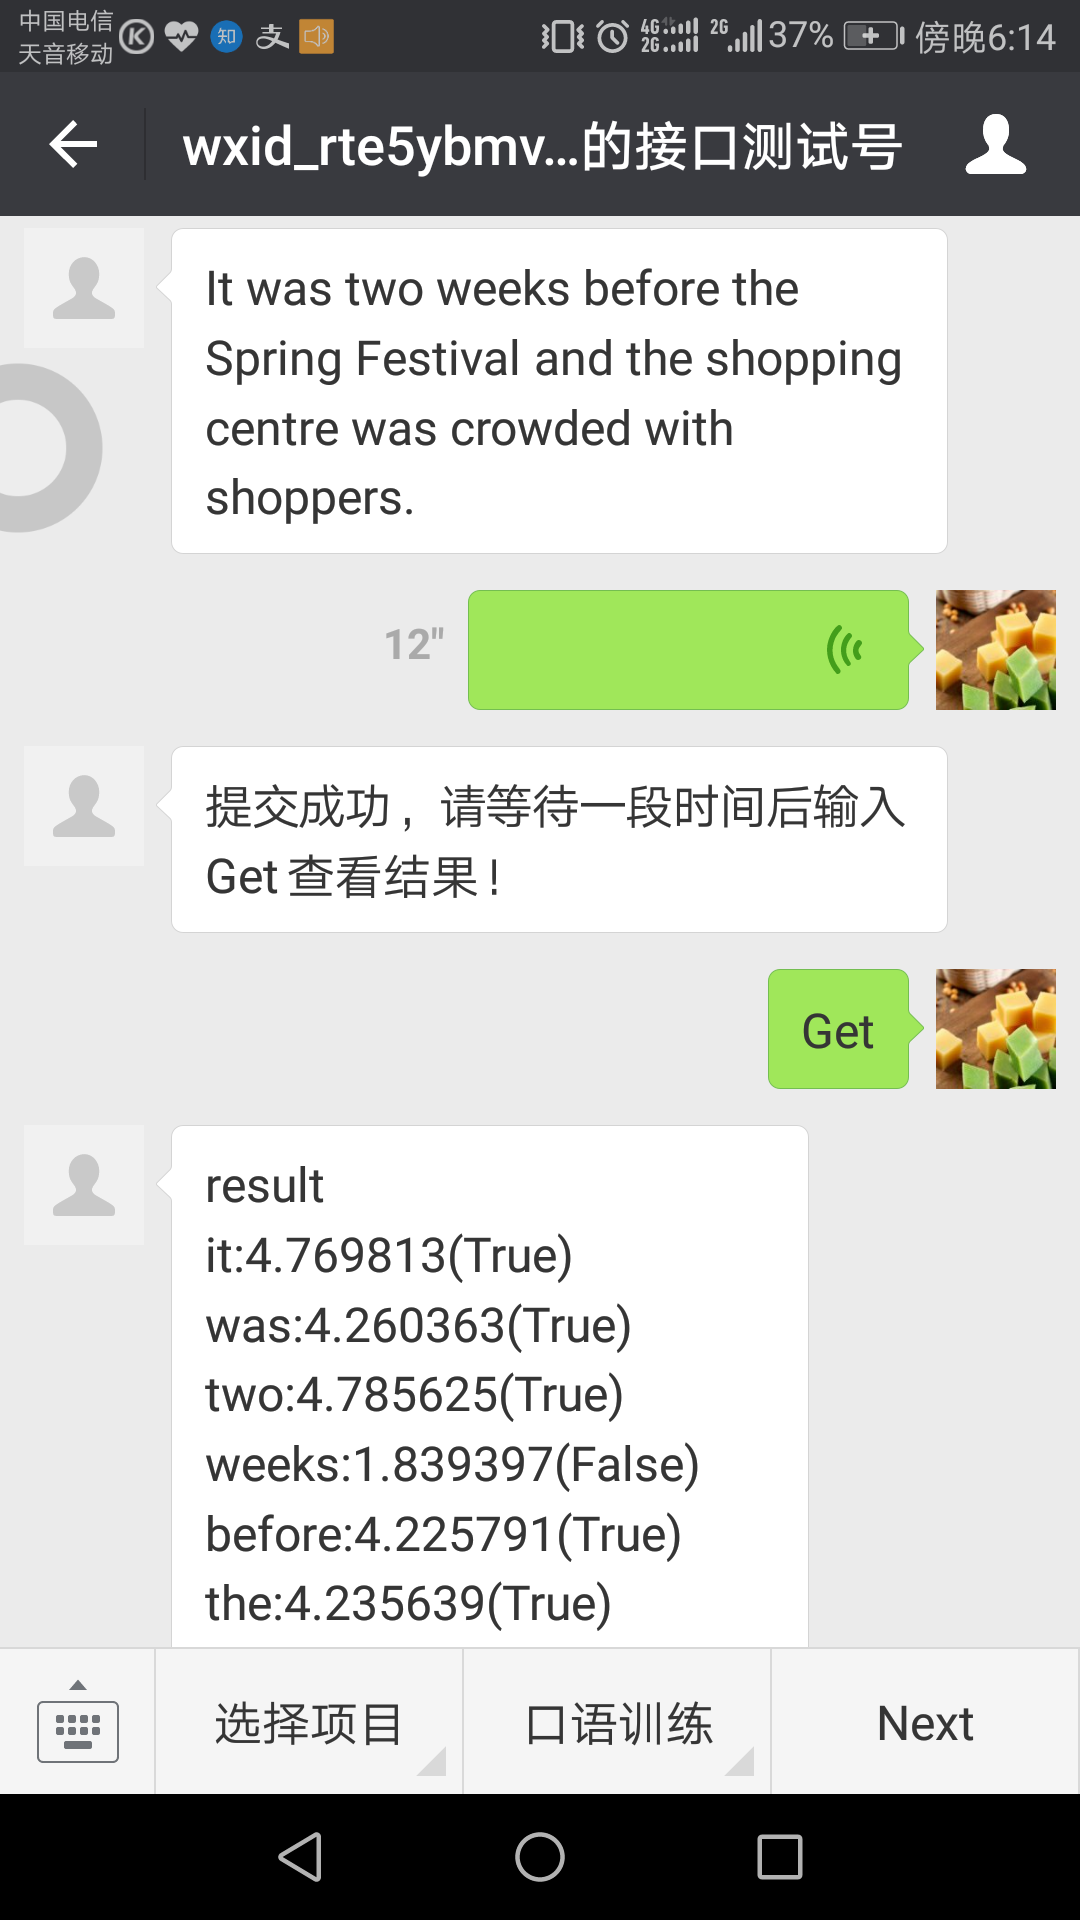 中国电信
天音移动
知
支
4G
2G
2G
37%
傍晚6:14
wxid_rte5ybmv...的接口测试号
It was two weeks before the
Spring Festival and the shopping
centre was crowded with
shoppers.
12"
提交成功，请等待一段时间后输入
Get 查看结果！
Get
result
it:4.769813(True)
was:4.260363(True)
two:4.785625(True)
weeks:1.839397(False)
before:4.225791(True)
the:4.235639(True)
选择项目
口语训练
Next